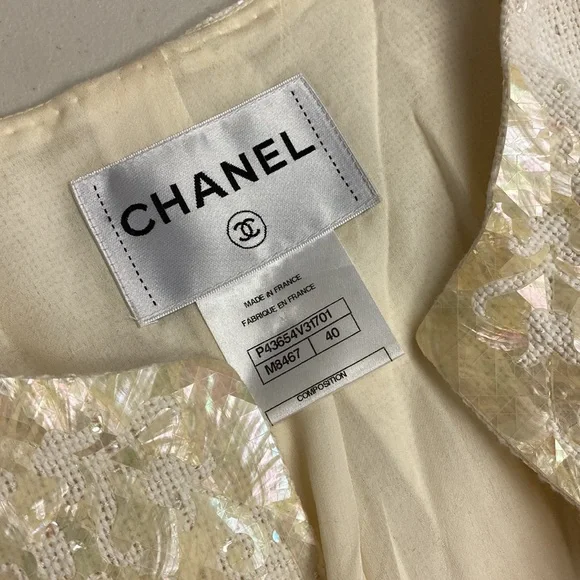 CHANEL
MADE IN FRANCE
FABRIQUE EN FRANCE
P43654V31701
M8467 40
COMPOSITION